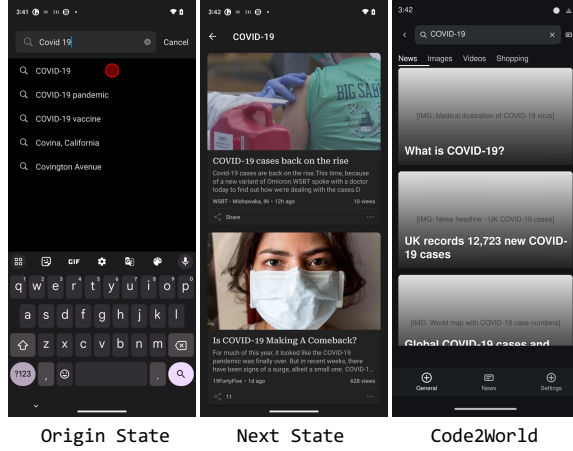 3:41
Covid 19
Cancel
COVID-19
COVID-19 pandemic
COVID-19 vaccine
Covina, California
Covington Avenue
GIF
q w e r t y u i o p
a s d f g h j k l
z x c v b n m
?123 , .
Origin State
3:42
COVID-19
BIG SAB
COVID-19 cases back on the rise
Covid-19 cases are back on the rise.This time, because
of a new variant of Omicron.WSBT spoke with a doctor
today to find out how we're dealing with the cases.D
WSBT - Mishawaka, IN • 12h ago 10 views
Share
Is COVID-19 Making A Comeback?
For much of this year, it looked like the COVID-19
pandemic was finally over. But in recent weeks, there
have been signs of a surge, albeit a small one. COVID-1...
19FortyFive • 1d ago 628 views
11
Next State
3:42
COVID-19
News Images Videos Shopping
[IMG: Medical illustration of COVID-19 virus]
What is COVID-19?
[IMG: News headline - UK COVID-19 cases]
UK records 12,723 new COVID-
19 cases
[IMG: World map with COVID-19 case numbers]
Global COVID-19 cases and
General News Settings
Code2World